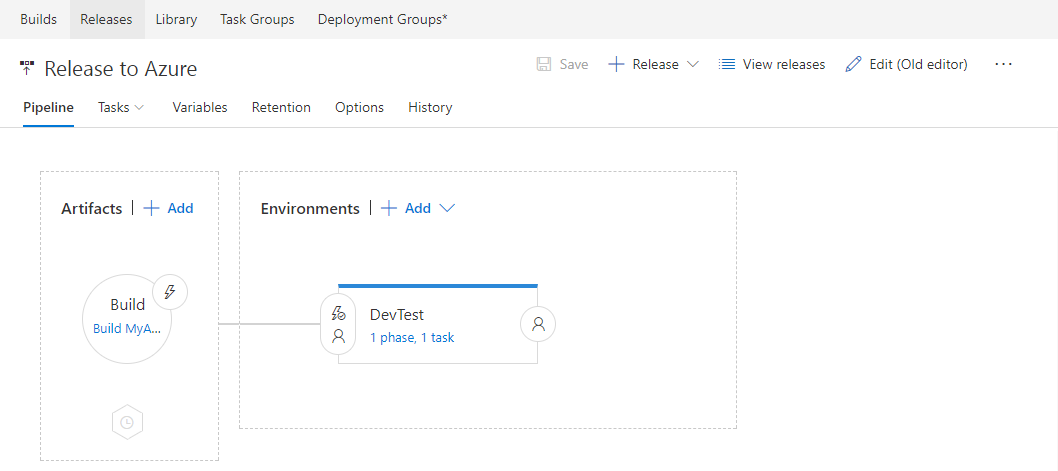 Builds Releases Library Task Groups Deployment Groups*
Release to Azure
Save Release View releases Edit (Old editor) ...
Pipeline Tasks Variables Retention Options History
Artifacts | Add
Environments | Add
Build
Build MyA...
DevTest
1 phase, 1 task